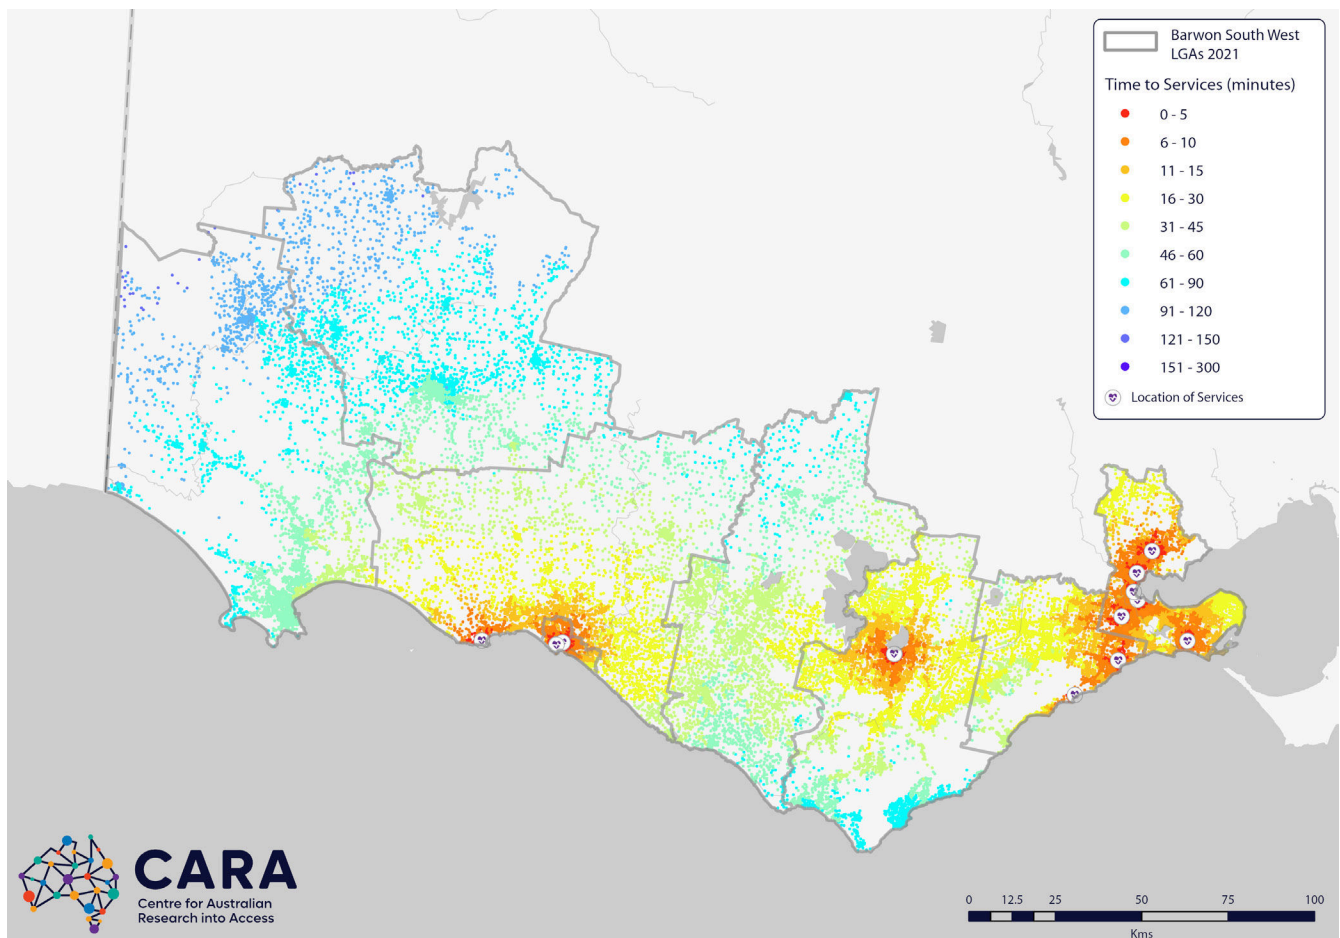 Barwon South West
LGAs 2021
Time to Services (minutes)
0 - 5
6 - 10
11 - 15
16 - 30
31 - 45
46 - 60
61 - 90
91 - 120
121 - 150
151 - 300
Location of Services
CARA
Centre for Australian
Research into Access
0 12.5 25 50 75 100
Kms